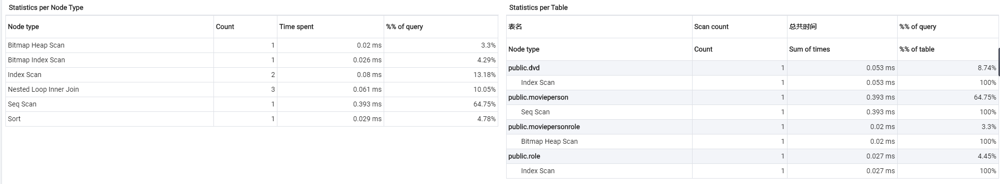 Statistics per Node Type
Node type Count Time spent %% of query
Bitmap Heap Scan 1 0.02 ms 3.3%
Bitmap Index Scan 1 0.026 ms 4.29%
Index Scan 2 0.08 ms 13.18%
Nested Loop Inner Join 3 0.061 ms 10.05%
Seq Scan 1 0.393 ms 64.75%
Sort 1 0.029 ms 4.78%
Statistics per Table
表名 Scan count 总共时间 %% of query
Node type Count Sum of times %% of table
public.dvd 1 0.053 ms 8.74%
Index Scan 1 0.053 ms 100%
public.movieperson 1 0.393 ms 64.75%
Seq Scan 1 0.393 ms 100%
public.moviepersonrole 1 0.02 ms 3.3%
Bitmap Heap Scan 1 0.02 ms 100%
public.role 1 0.027 ms 4.45%
Index Scan 1 0.027 ms 100%